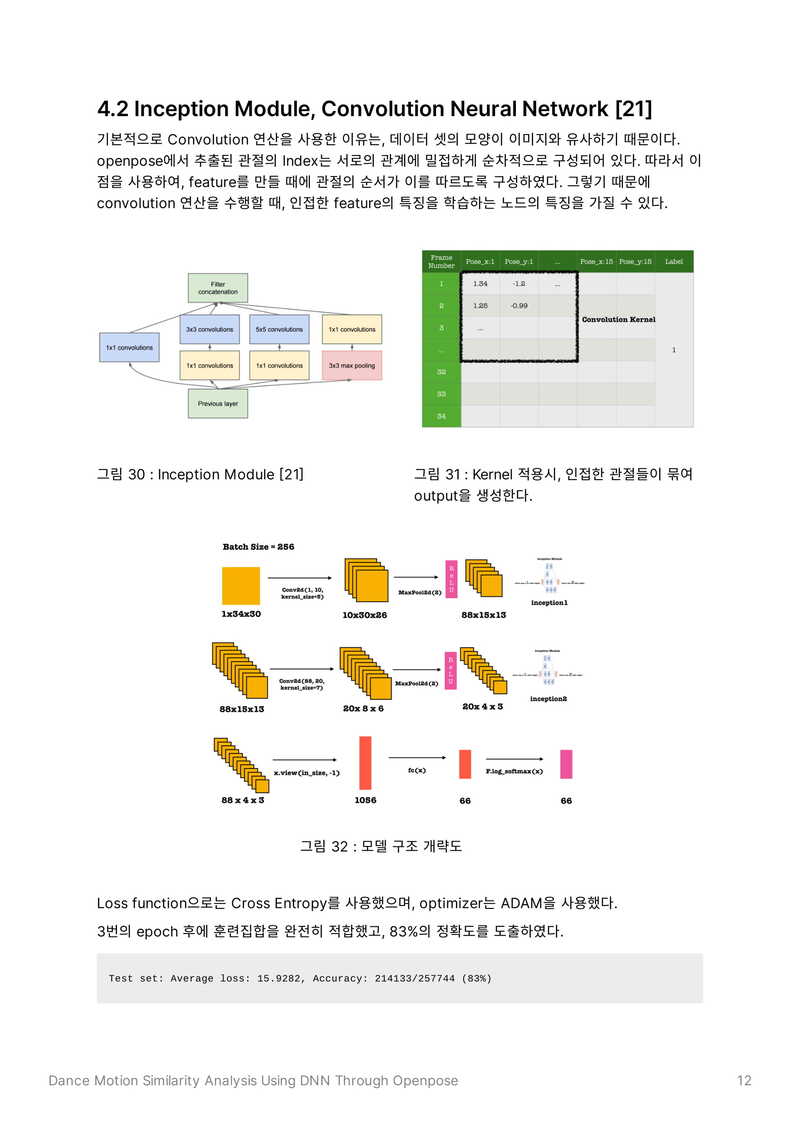 4.2 Inception Module, Convolution Neural Network [21]
기본적으로 Convolution 연산을 사용한 이유는, 데이터 셋의 모양이 이미지와 유사하기 때문이다.
openpose에서 추출된 관절의 Index는 서로의 관계에 밀접하게 순차적으로 구성되어 있다. 따라서 이
점을 사용하여, feature를 만들 때에 관절의 순서가 이를 따르도록 구성하였다. 그렇기 때문에
convolution 연산을 수행할 때, 인접한 feature의 특징을 학습하는 노드의 특징을 가질 수 있다.
Filter
concatenation
3x3 convolutions 5x5 convolutions 1x1 convolutions
1x1 convolutions
1x1 convolutions 1x1 convolutions 3x3 max pooling
Previous layer
Frame
Number Pose_x:1 Pose_y:1 ... Pose_x:15 Pose_y:15 Label
1 1.34 -1.2 ...
2 1.25 -0.99
Convolution Kernel
3 ...
... 1
32
33
34
그림 30 : Inception Module [21]
그림 31 : Kernel 적용시, 인접한 관절들이 묶여
output을 생성한다.
Batch Size = 256
Conv2d(1, 10,
kernel_size=5)
MaxPool2d(2)
ReLU
Inception Module
inception1
1x34x30 10x30x26 88x15x13
Conv2d(88, 20,
kernel_size=7)
MaxPool2d(2)
ReLU
Inception Module
inception2
88x15x13 20x 8 x 6 20x 4 x 3
x.view(in_size, -1) fc(x) F.log_softmax(x)
88 x 4 x 3 1056 66 66
그림 32 : 모델 구조 개략도
Loss function으로는 Cross Entropy를 사용했으며, optimizer는 ADAM을 사용했다.
3번의 epoch 후에 훈련집합을 완전히 적합했고, 83%의 정확도를 도출하였다.
Test set: Average loss: 15.9282, Accuracy: 214133/257744 (83%)
Dance Motion Similarity Analysis Using DNN Through Openpose 12